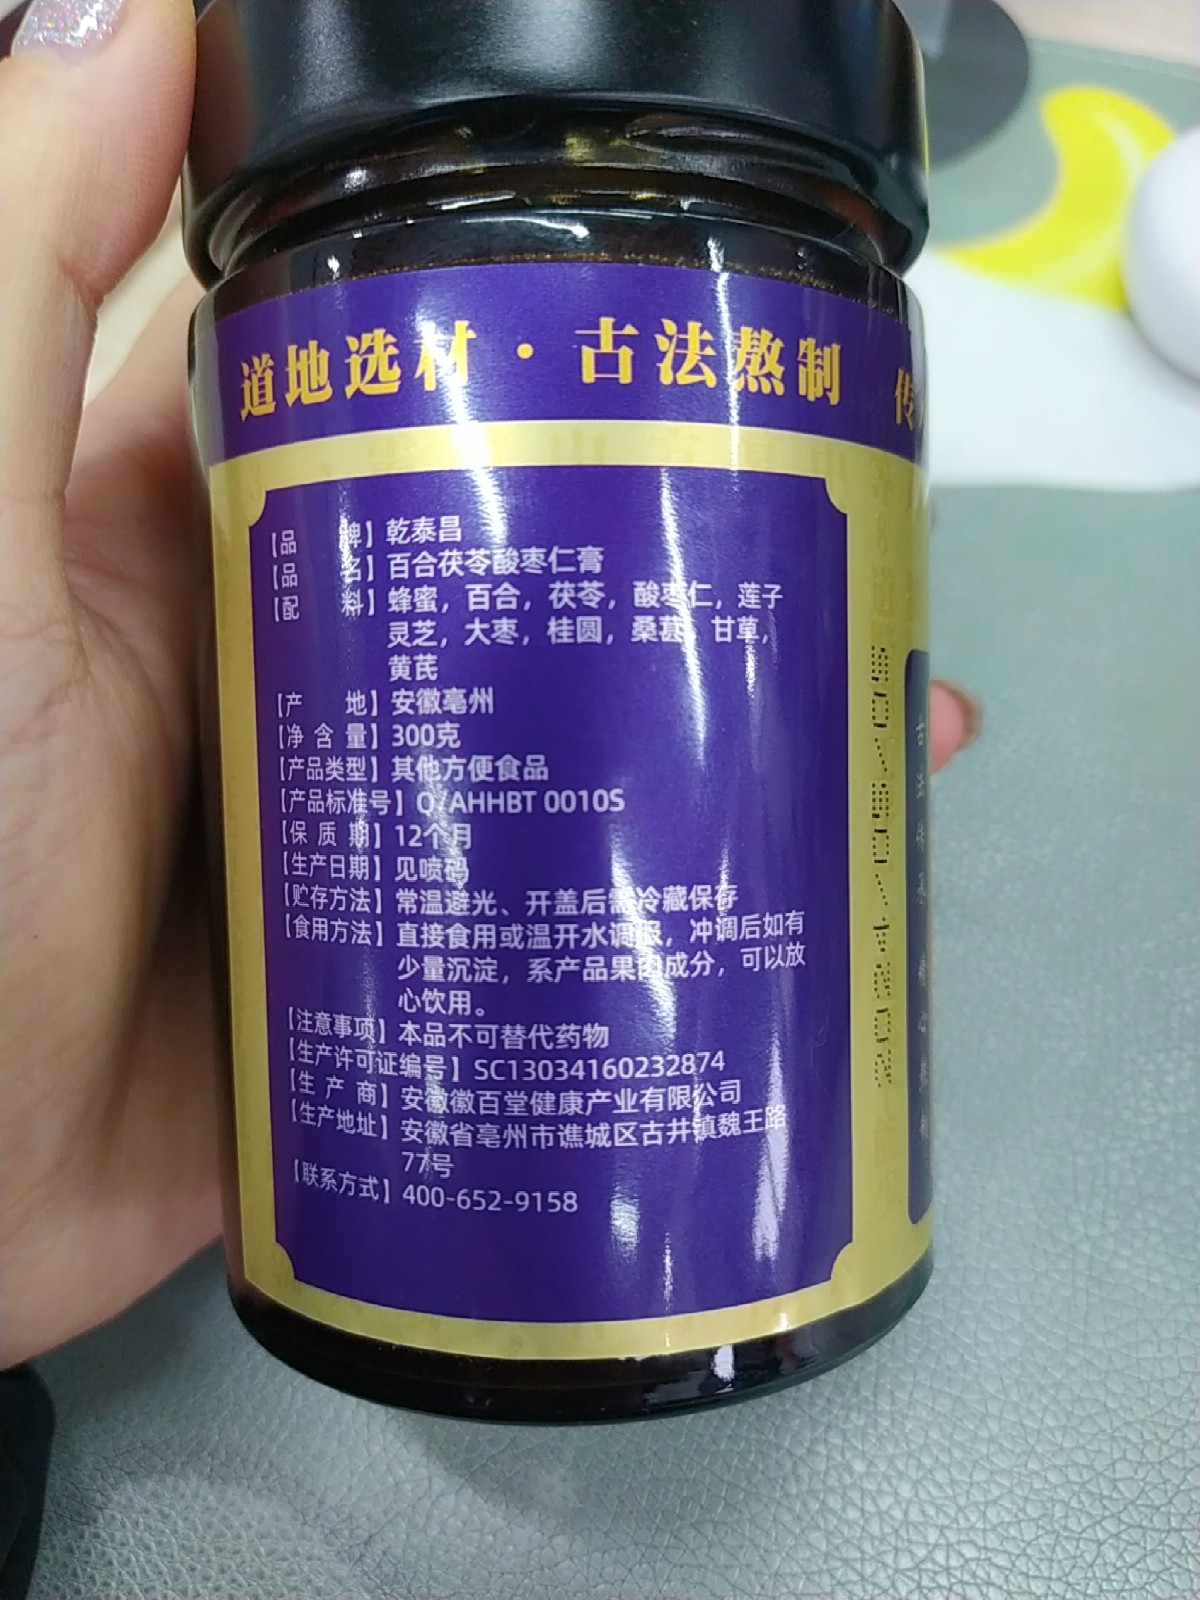 道地选材·古法熬制
【品 牌】乾泰昌
【品 名】百合茯苓酸枣仁膏
【配 料】蜂蜜，百合，茯苓，酸枣仁，莲子
灵芝，大枣，桂圆，桑葚，甘草，
黄芪
【产 地】安徽亳州
【净 含 量】300克
【产品类型】其他方便食品
【产品标准号】Q/AHHBT 0010S
【保 质 期】12个月
【生产日期】见喷码
【贮存方法】常温避光、开盖后需冷藏保存
【食用方法】直接食用或温开水调服，冲调后如有
少量沉淀，系产品果肉成分，可以放
心饮用。
【注意事项】本品不可替代药物
【生产许可证编号】SC13034160232874
【生 产 商】安徽徽百堂健康产业有限公司
【生产地址】安徽省亳州市谯城区古井镇魏王路
77号
【联系方式】400-652-9158